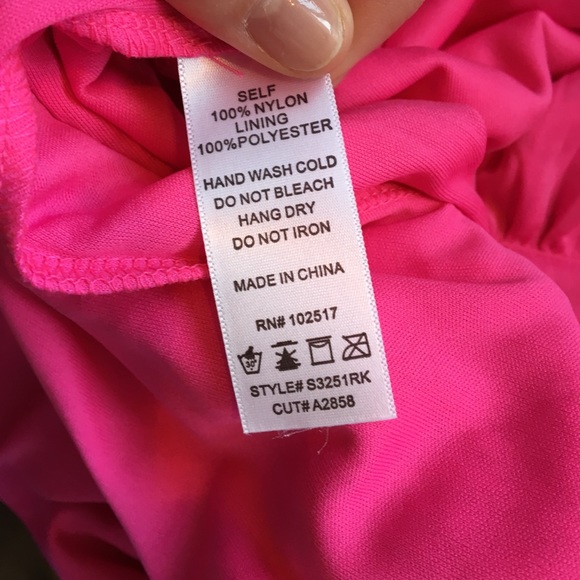 SELF
100% NYLON
LINING
100%POLYESTER
HAND WASH COLD
DO NOT BLEACH
HANG DRY
DO NOT IRON
MADE IN CHINA
RN# 102517
STYLE# S3251RK
CUT# A2858